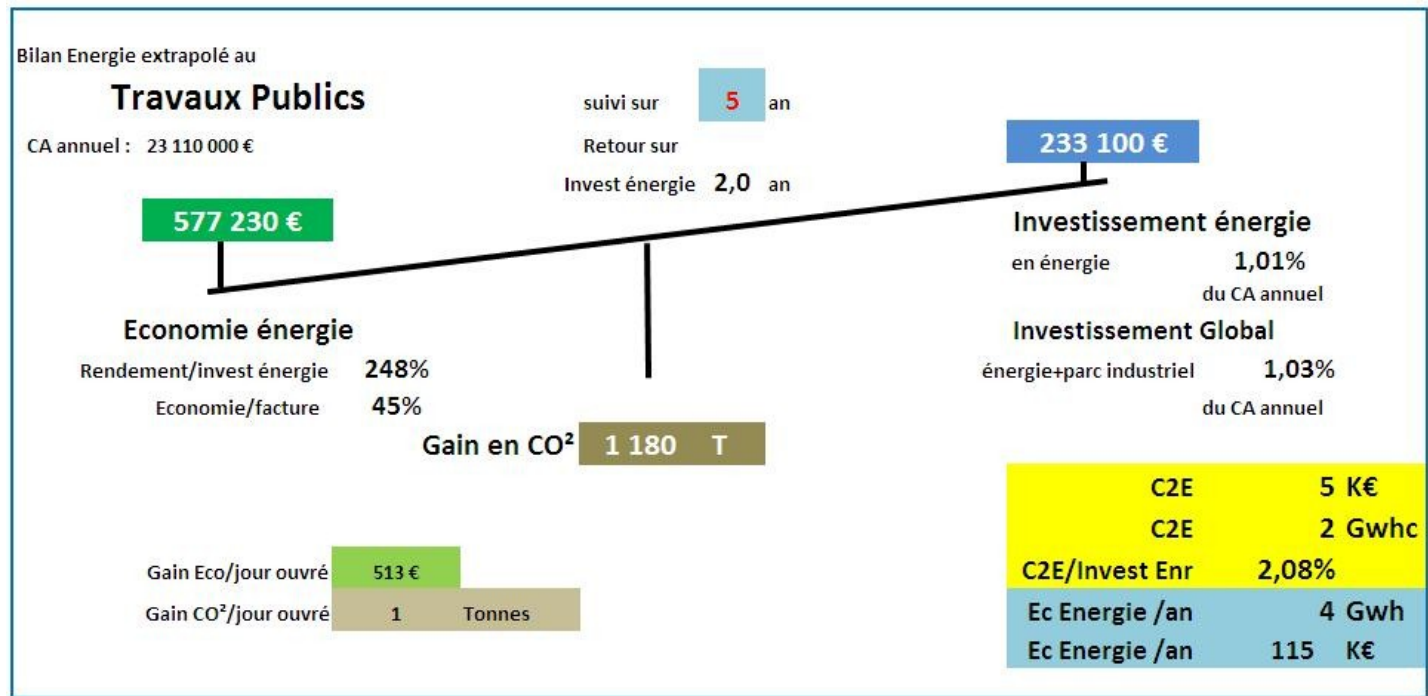 Bilan Energie extrapolé au
Travaux Publics
CA annuel : 23 110 000 €
suivi sur 5 an
Retour sur
Invest énergie 2,0 an
233 100 €
577 230 €
Investissement énergie
en énergie 1,01%
du CA annuel
Investissement Global
énergie+parc industriel 1,03%
du CA annuel
Economie énergie
Rendement/invest énergie 248%
Economie/facture 45%
Gain en CO² 1 180 T
C2E 5 K€
C2E 2 Gwhc
C2E/Invest Enr 2,08%
Ec Energie /an 4 Gwh
Ec Energie /an 115 K€
Gain Eco/jour ouvré 513 €
Gain CO²/jour ouvré 1 Tonnes